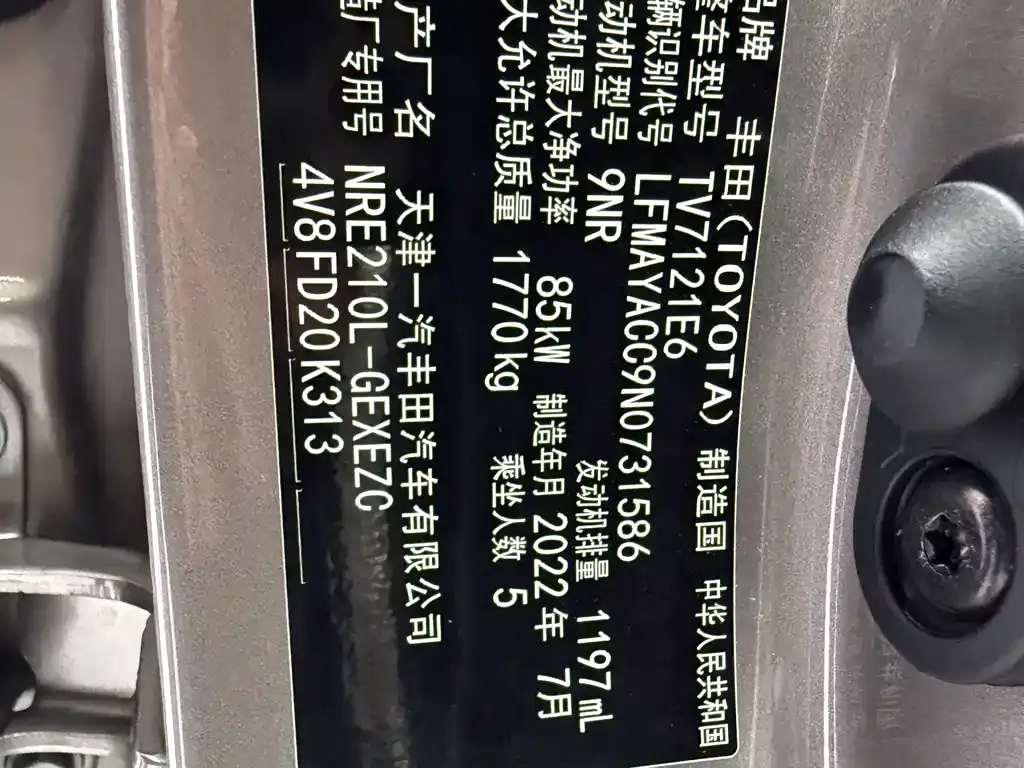 品牌 丰田(TOYOTA) 制造国 中华人民共和国
整车型号 TV7121E6
车辆识别代号 LFMAYACC9N0731586
发动机型号 9NR 发动机排量 1197mL
发动机最大净功率 85kW 制造年月 2022年 7月
最大允许总质量 1770kg 乘坐人数 5
生产厂名 天津一汽丰田汽车有限公司
制造厂专用号 NRE210L-GEXEZC
4V8FD20K313